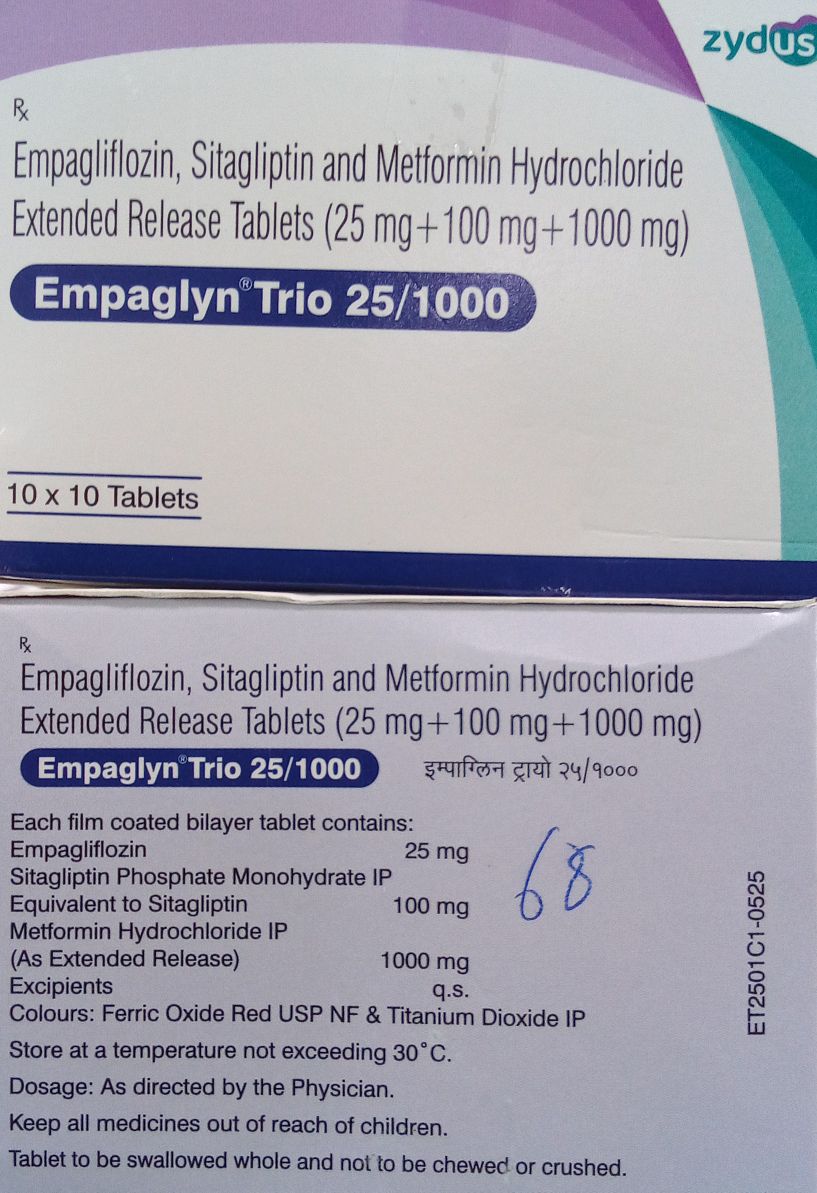 zydus
Rx
Empagliflozin, Sitagliptin and Metformin Hydrochloride
Extended Release Tablets (25 mg+100 mg+1000 mg)
Empaglyn® Trio 25/1000
10 x 10 Tablets
Rx
Empagliflozin, Sitagliptin and Metformin Hydrochloride
Extended Release Tablets (25 mg+100 mg+1000 mg)
Empaglyn® Trio 25/1000 इम्पाग्लिन ट्रायो २५/१०००
Each film coated bilayer tablet contains:
Empagliflozin 25 mg
Sitagliptin Phosphate Monohydrate IP
Equivalent to Sitagliptin 100 mg
Metformin Hydrochloride IP
(As Extended Release) 1000 mg
Excipients q.s.
Colours: Ferric Oxide Red USP NF & Titanium Dioxide IP
Store at a temperature not exceeding 30°C.
Dosage: As directed by the Physician.
Keep all medicines out of reach of children.
Tablet to be swallowed whole and not to be chewed or crushed.
68
ET2501C1-0525